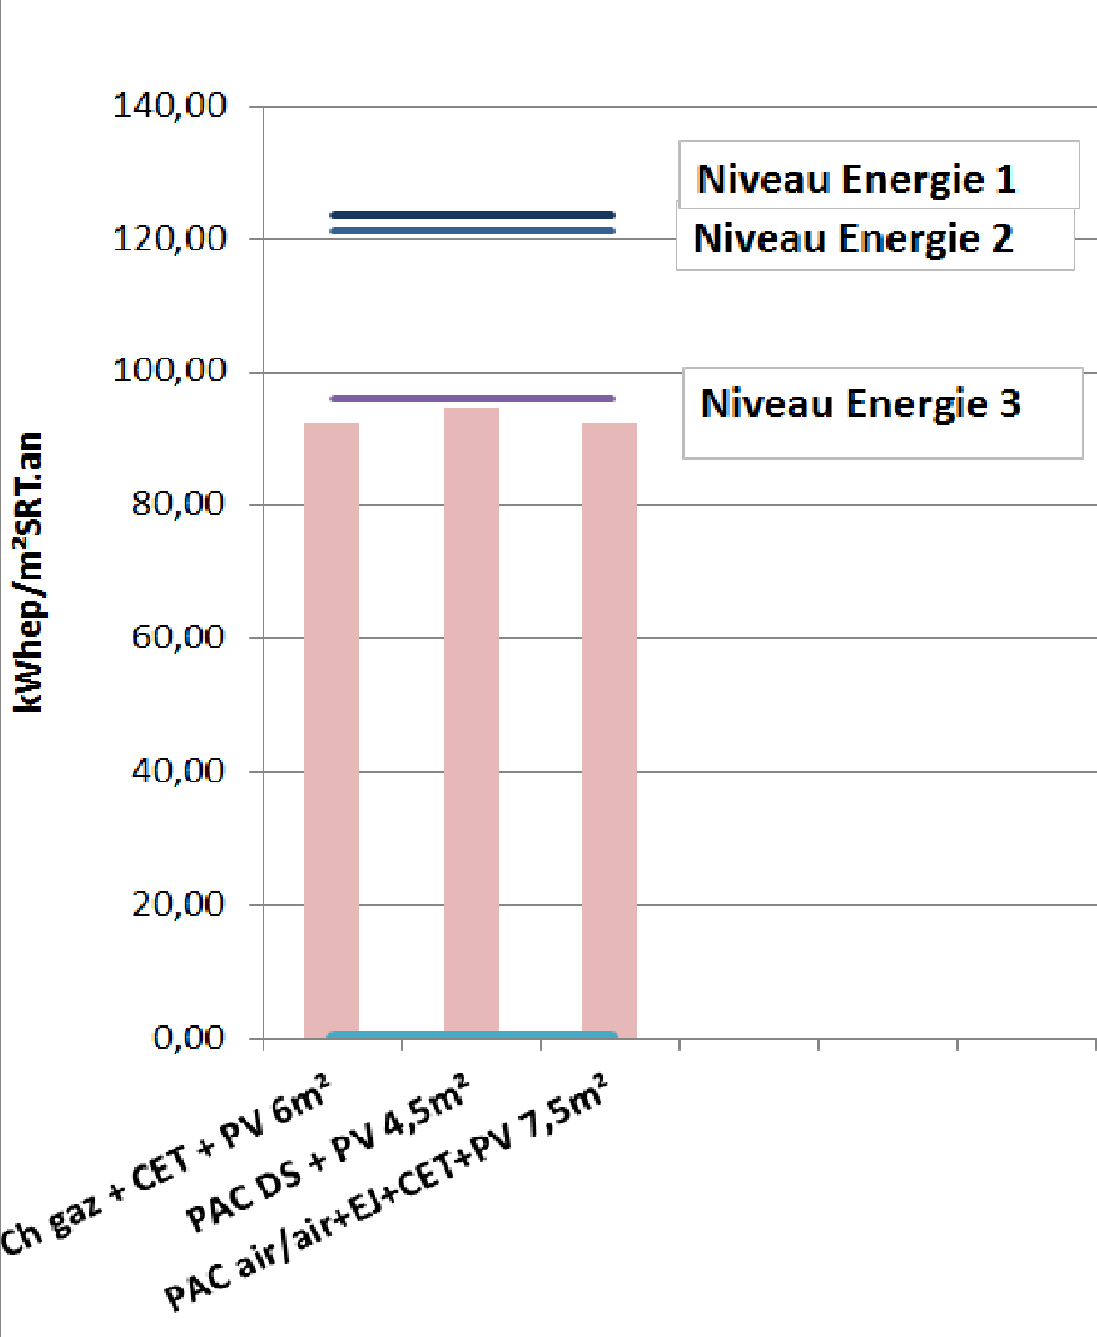 140,00
Niveau Energie 1
120,00
Niveau Energie 2
100,00
Niveau Energie 3
80,00
60,00
40,00
20,00
0,00
kWhep/m²SRT.an
Ch gaz + CET + PV 6m²
PAC DS + PV 4,5m²
PAC air/air+EJ+CET+PV 7,5m²